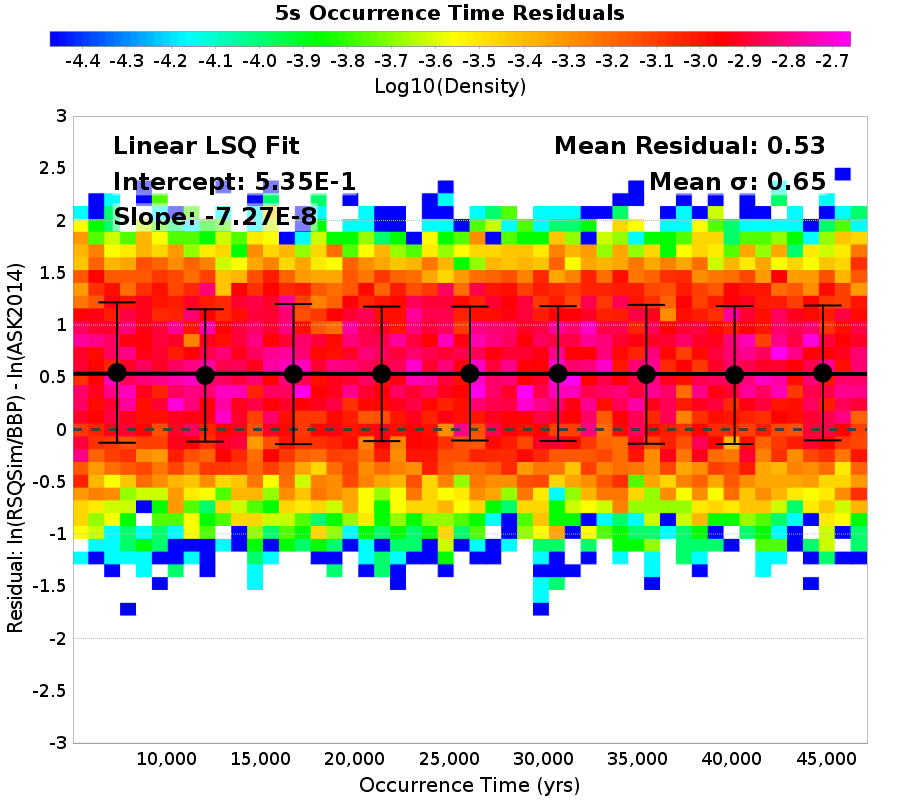 5s Occurrence Time Residuals
-4.4 -4.3 -4.2 -4.1 -4.0 -3.9 -3.8 -3.7 -3.6 -3.5 -3.4 -3.3 -3.2 -3.1 -3.0 -2.9 -2.8 -2.7
Log10(Density)
Linear LSQ Fit
Intercept: 5.35E-1
Slope: -7.27E-8
Mean Residual: 0.53
Mean σ: 0.65
3
2.5
2
1.5
1
0.5
0
-0.5
-1
-1.5
-2
-2.5
-3
Residual: ln(RSQSim/BBP) - ln(ASK2014)
10,000 15,000 20,000 25,000 30,000 35,000 40,000 45,000
Occurrence Time (yrs)